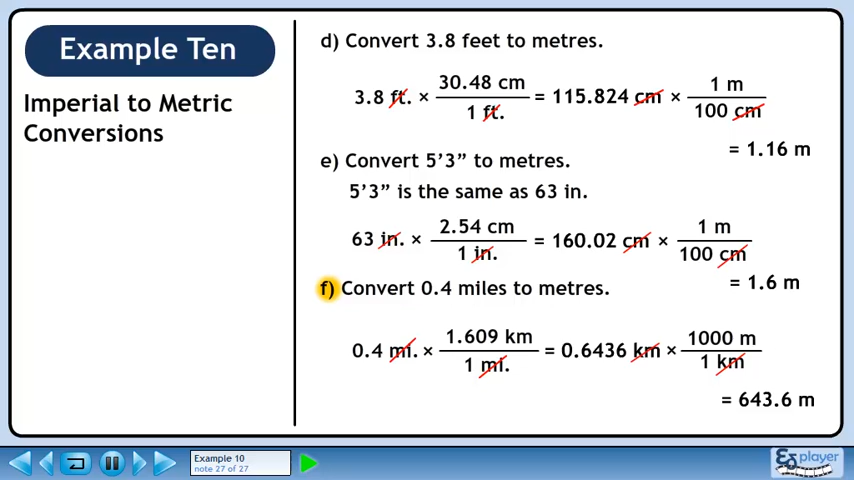 Example Ten
Imperial to Metric
Conversions
d) Convert 3.8 feet to metres.
3.8 ft. × 30.48 cm / 1 ft. = 115.824 cm × 1 m / 100 cm
= 1.16 m
e) Convert 5’3” to metres.
5’3” is the same as 63 in.
63 in. × 2.54 cm / 1 in. = 160.02 cm × 1 m / 100 cm
= 1.6 m
f) Convert 0.4 miles to metres.
0.4 mi. × 1.609 km / 1 mi. = 0.6436 km × 1000 m / 1 km
= 643.6 m
Example 10
note 27 of 27
player